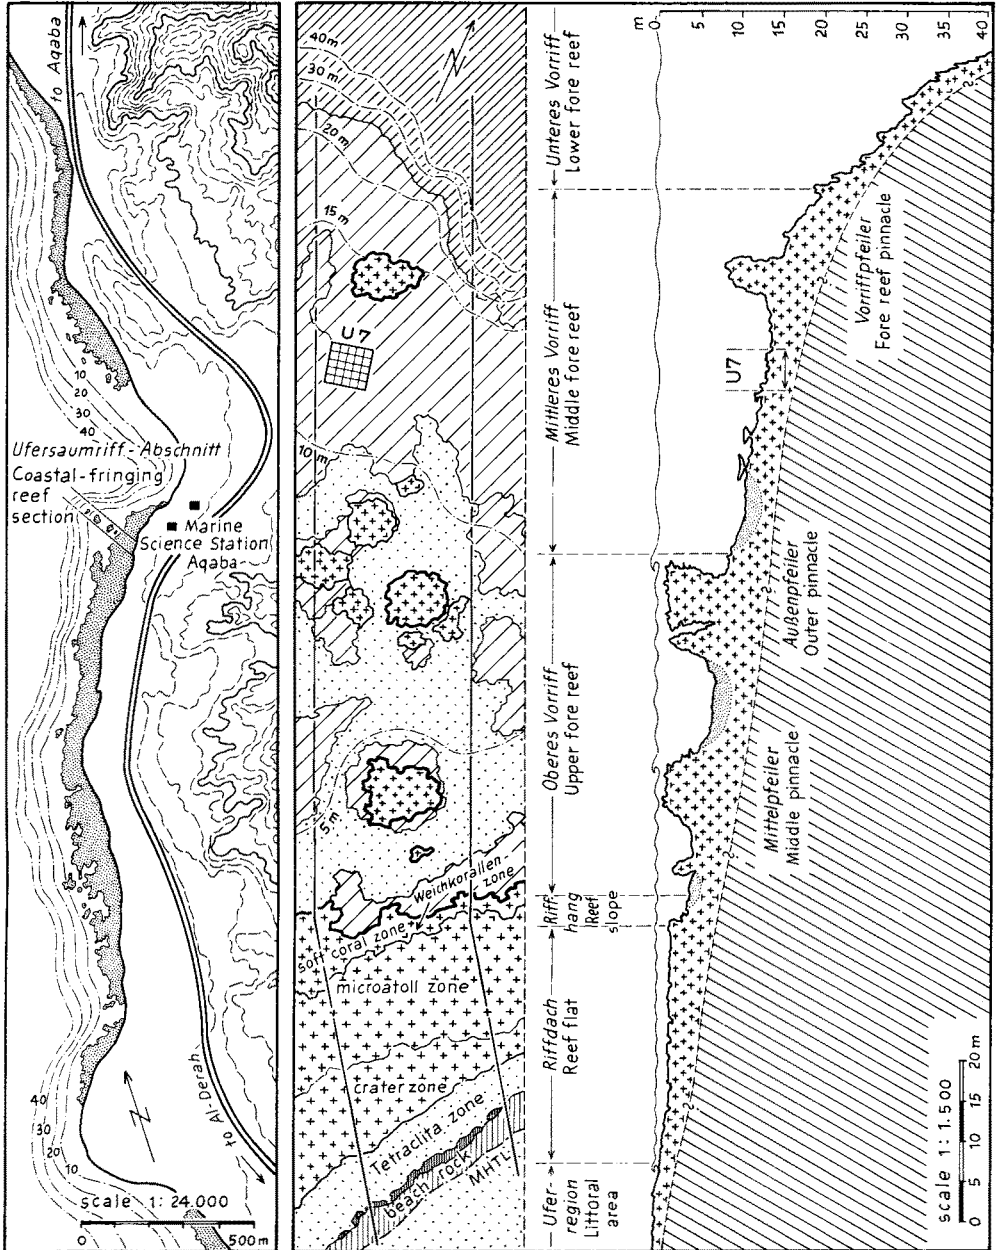 to Aqaba
0
10
20
30
40
Ufersaumriff-Abschnitt
Coastal-fringing
reef
section
Marine
Science Station
Aqaba
N
40
30
20
10
to Al-Derah
scale 1: 24.000
0 500m
40m
30m
20m
N
15m
U7
10m
5m
Weichkorallen-
zone
soft coral zone
microatoll zone
crater zone
Tetraclita zone
beach rock
MHTL
Unteres Vorriff
Lower fore reef
Mittleres Vorriff
Middle fore reef
Oberes Vorriff
Upper fore reef
Riff-
hang
Reef
slope
Riffdach
Reef flat
Ufer-
region
Littoral
area
m 0 5 10 15 20 25 30 35 40
Vorriffpfeiler
Fore reef pinnacle
U7
Außenpfeiler
Outer pinnacle
Mittelpfeiler
Middle pinnacle
?
?
?
?
?
scale 1: 1.500
0 5 10 15 20m